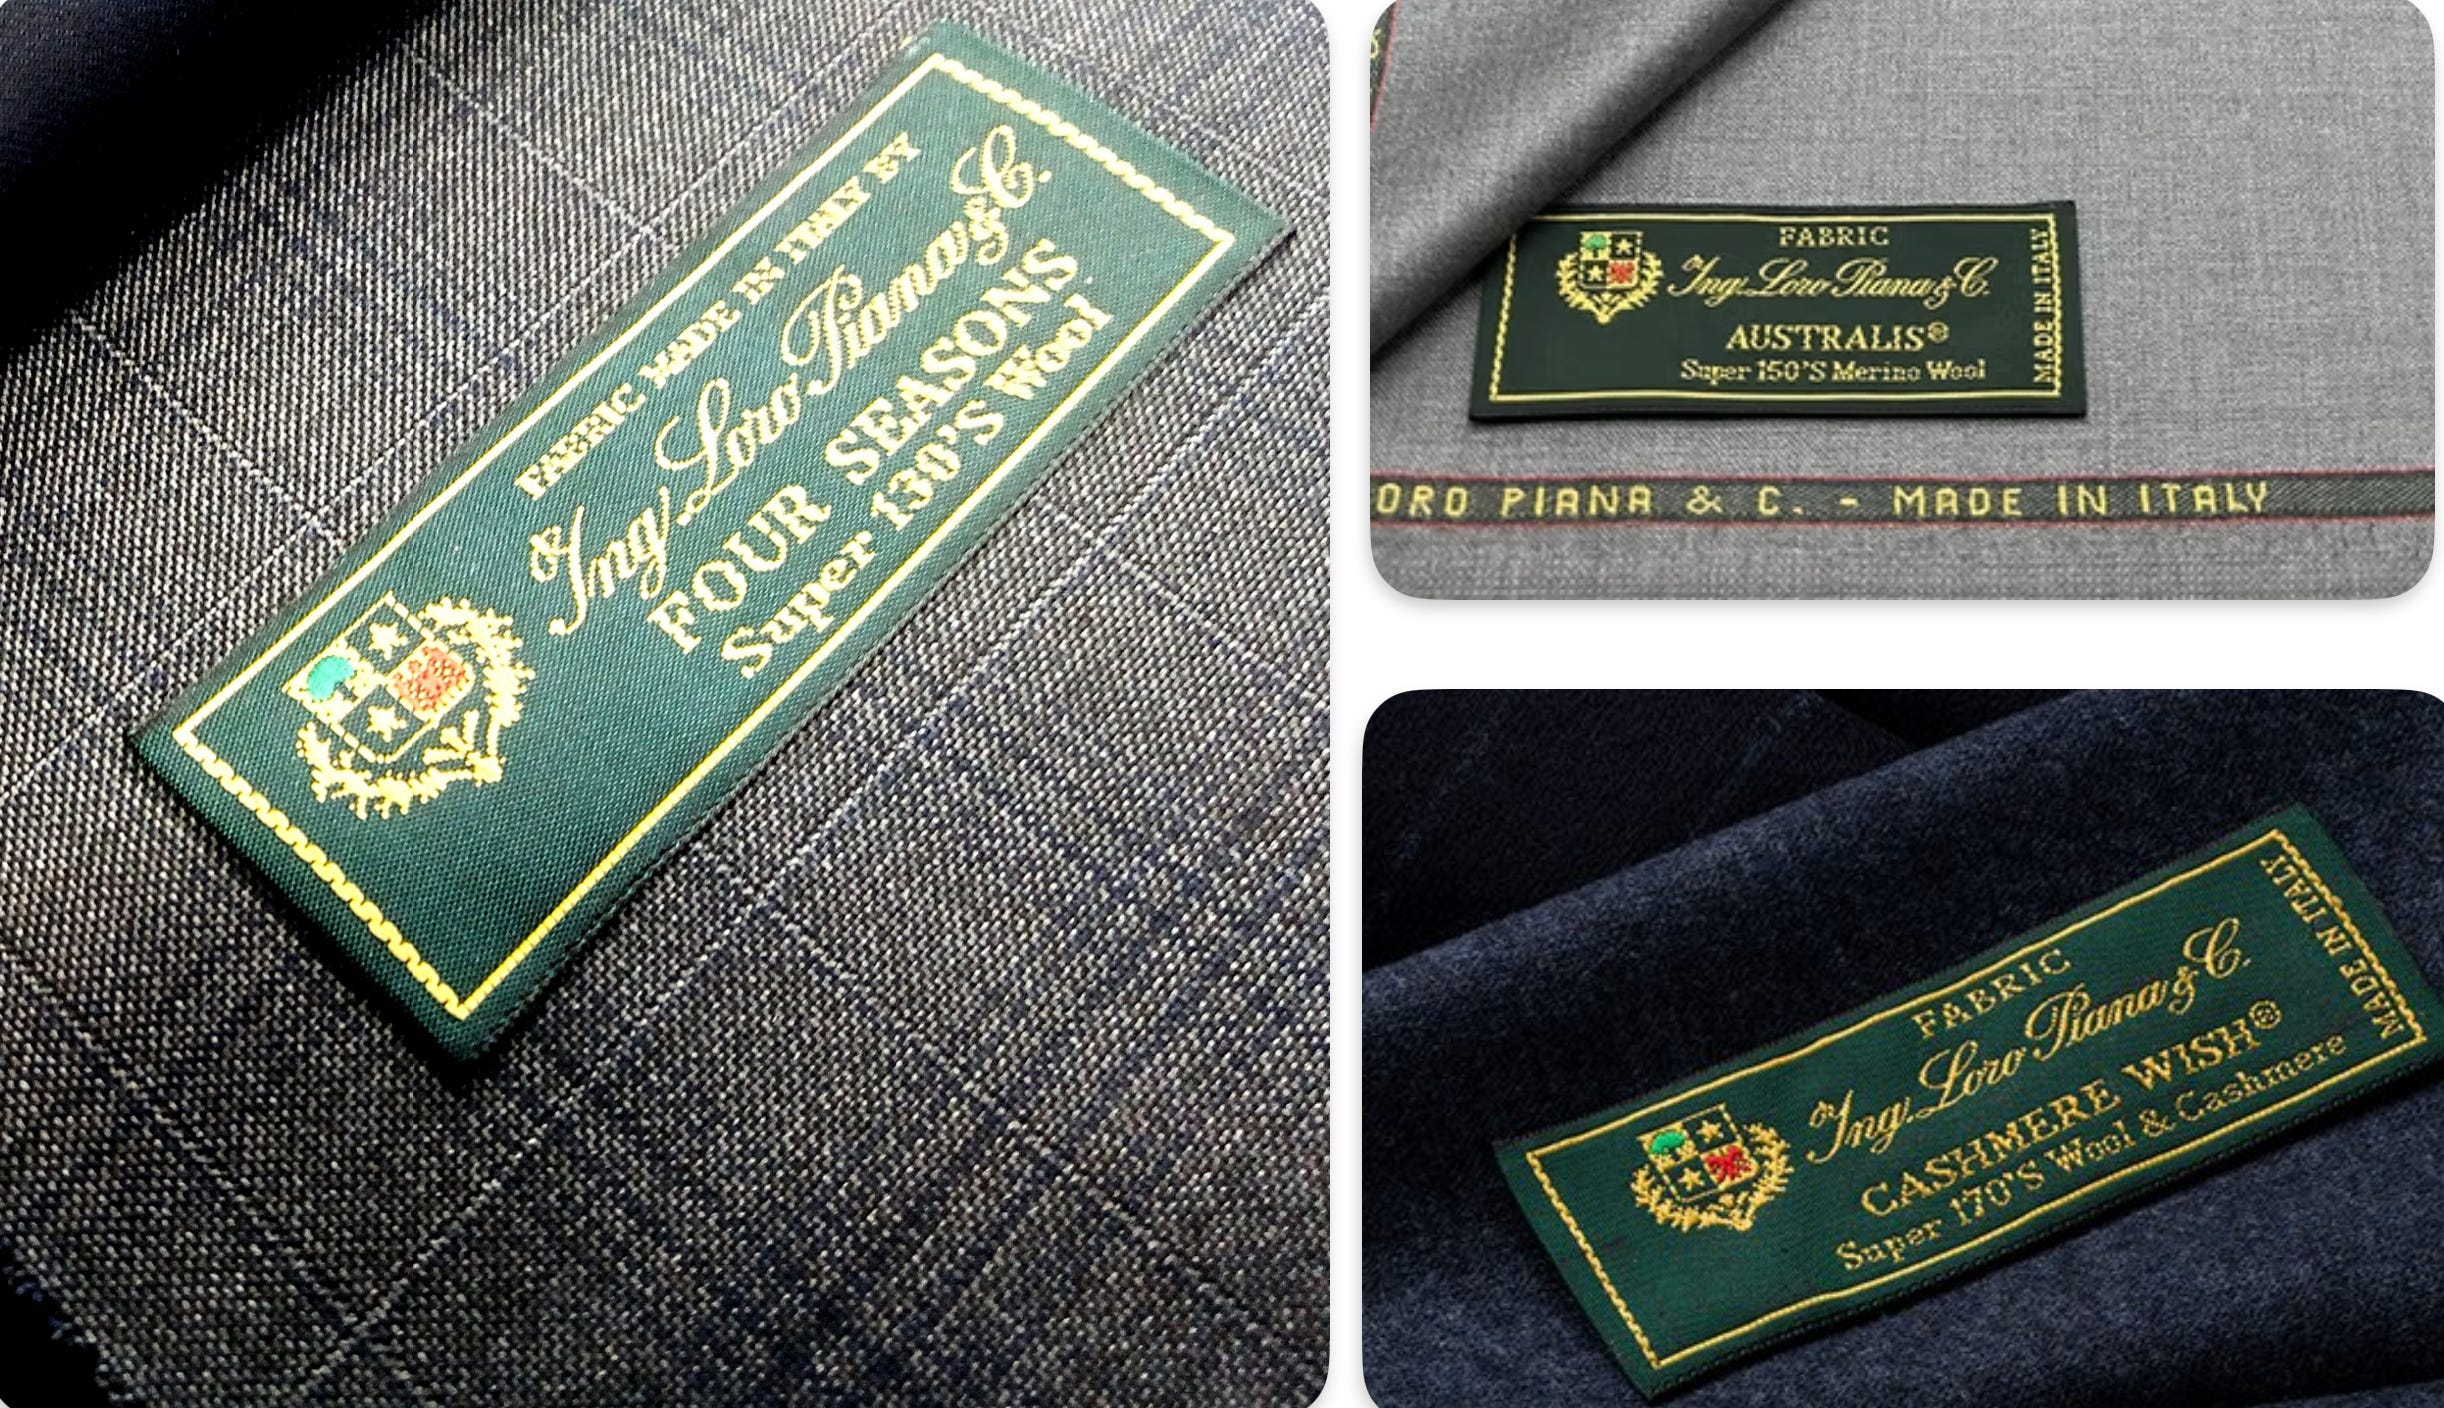 FABRIC MADE IN ITALY BY
Ing. Loro Piana & C.
FOUR SEASONS
Super 130'S Wool
FABRIC
Ing. Loro Piana & C.
AUSTRALIS®
Super 150'S Merino Wool
MADE IN ITALY
ORO PIANA & C. - MADE IN ITALY
FABRIC
Ing. Loro Piana & C.
CASHMERE WISH®
Super 170'S Wool & Cashmere
MADE IN ITALY